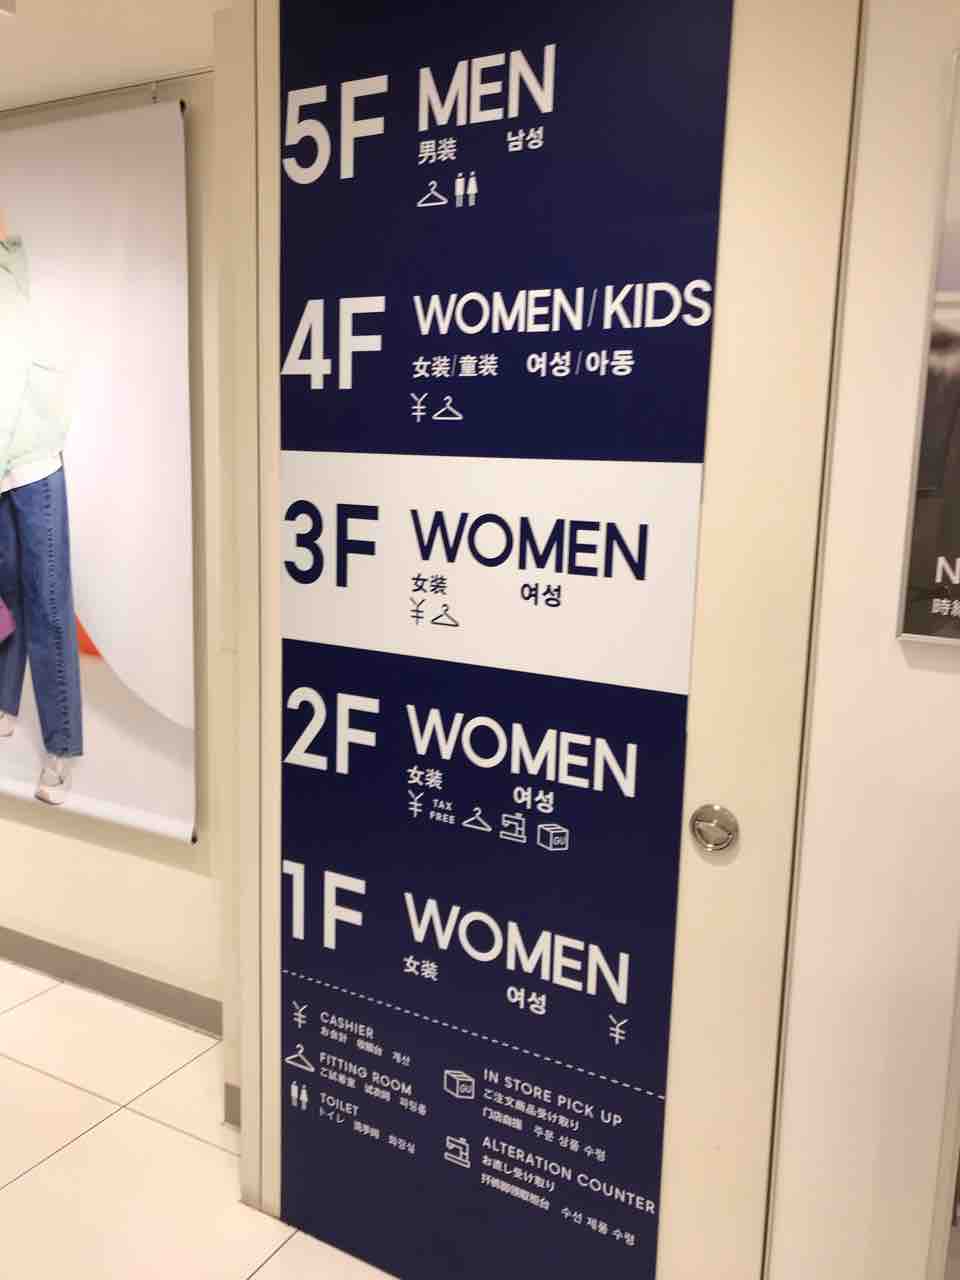 5F MEN
男装 남성
4F WOMEN/KIDS
女装/童装 여성/아동
¥
3F WOMEN
女装 여성
¥
2F WOMEN
女装 여성
¥ TAX FREE GU
1F WOMEN
女装 여성
¥
¥ CASHIER
お会計 收银台 계산
FITTING ROOM
ご試着室 试衣间 피팅룸
TOILET
トイレ 洗手间 화장실
GU IN STORE PICK UP
ご注文商品受け取り
门店自提 주문 상품 수령
ALTERATION COUNTER
お直し受け取り
수선 제품 수령
N
時